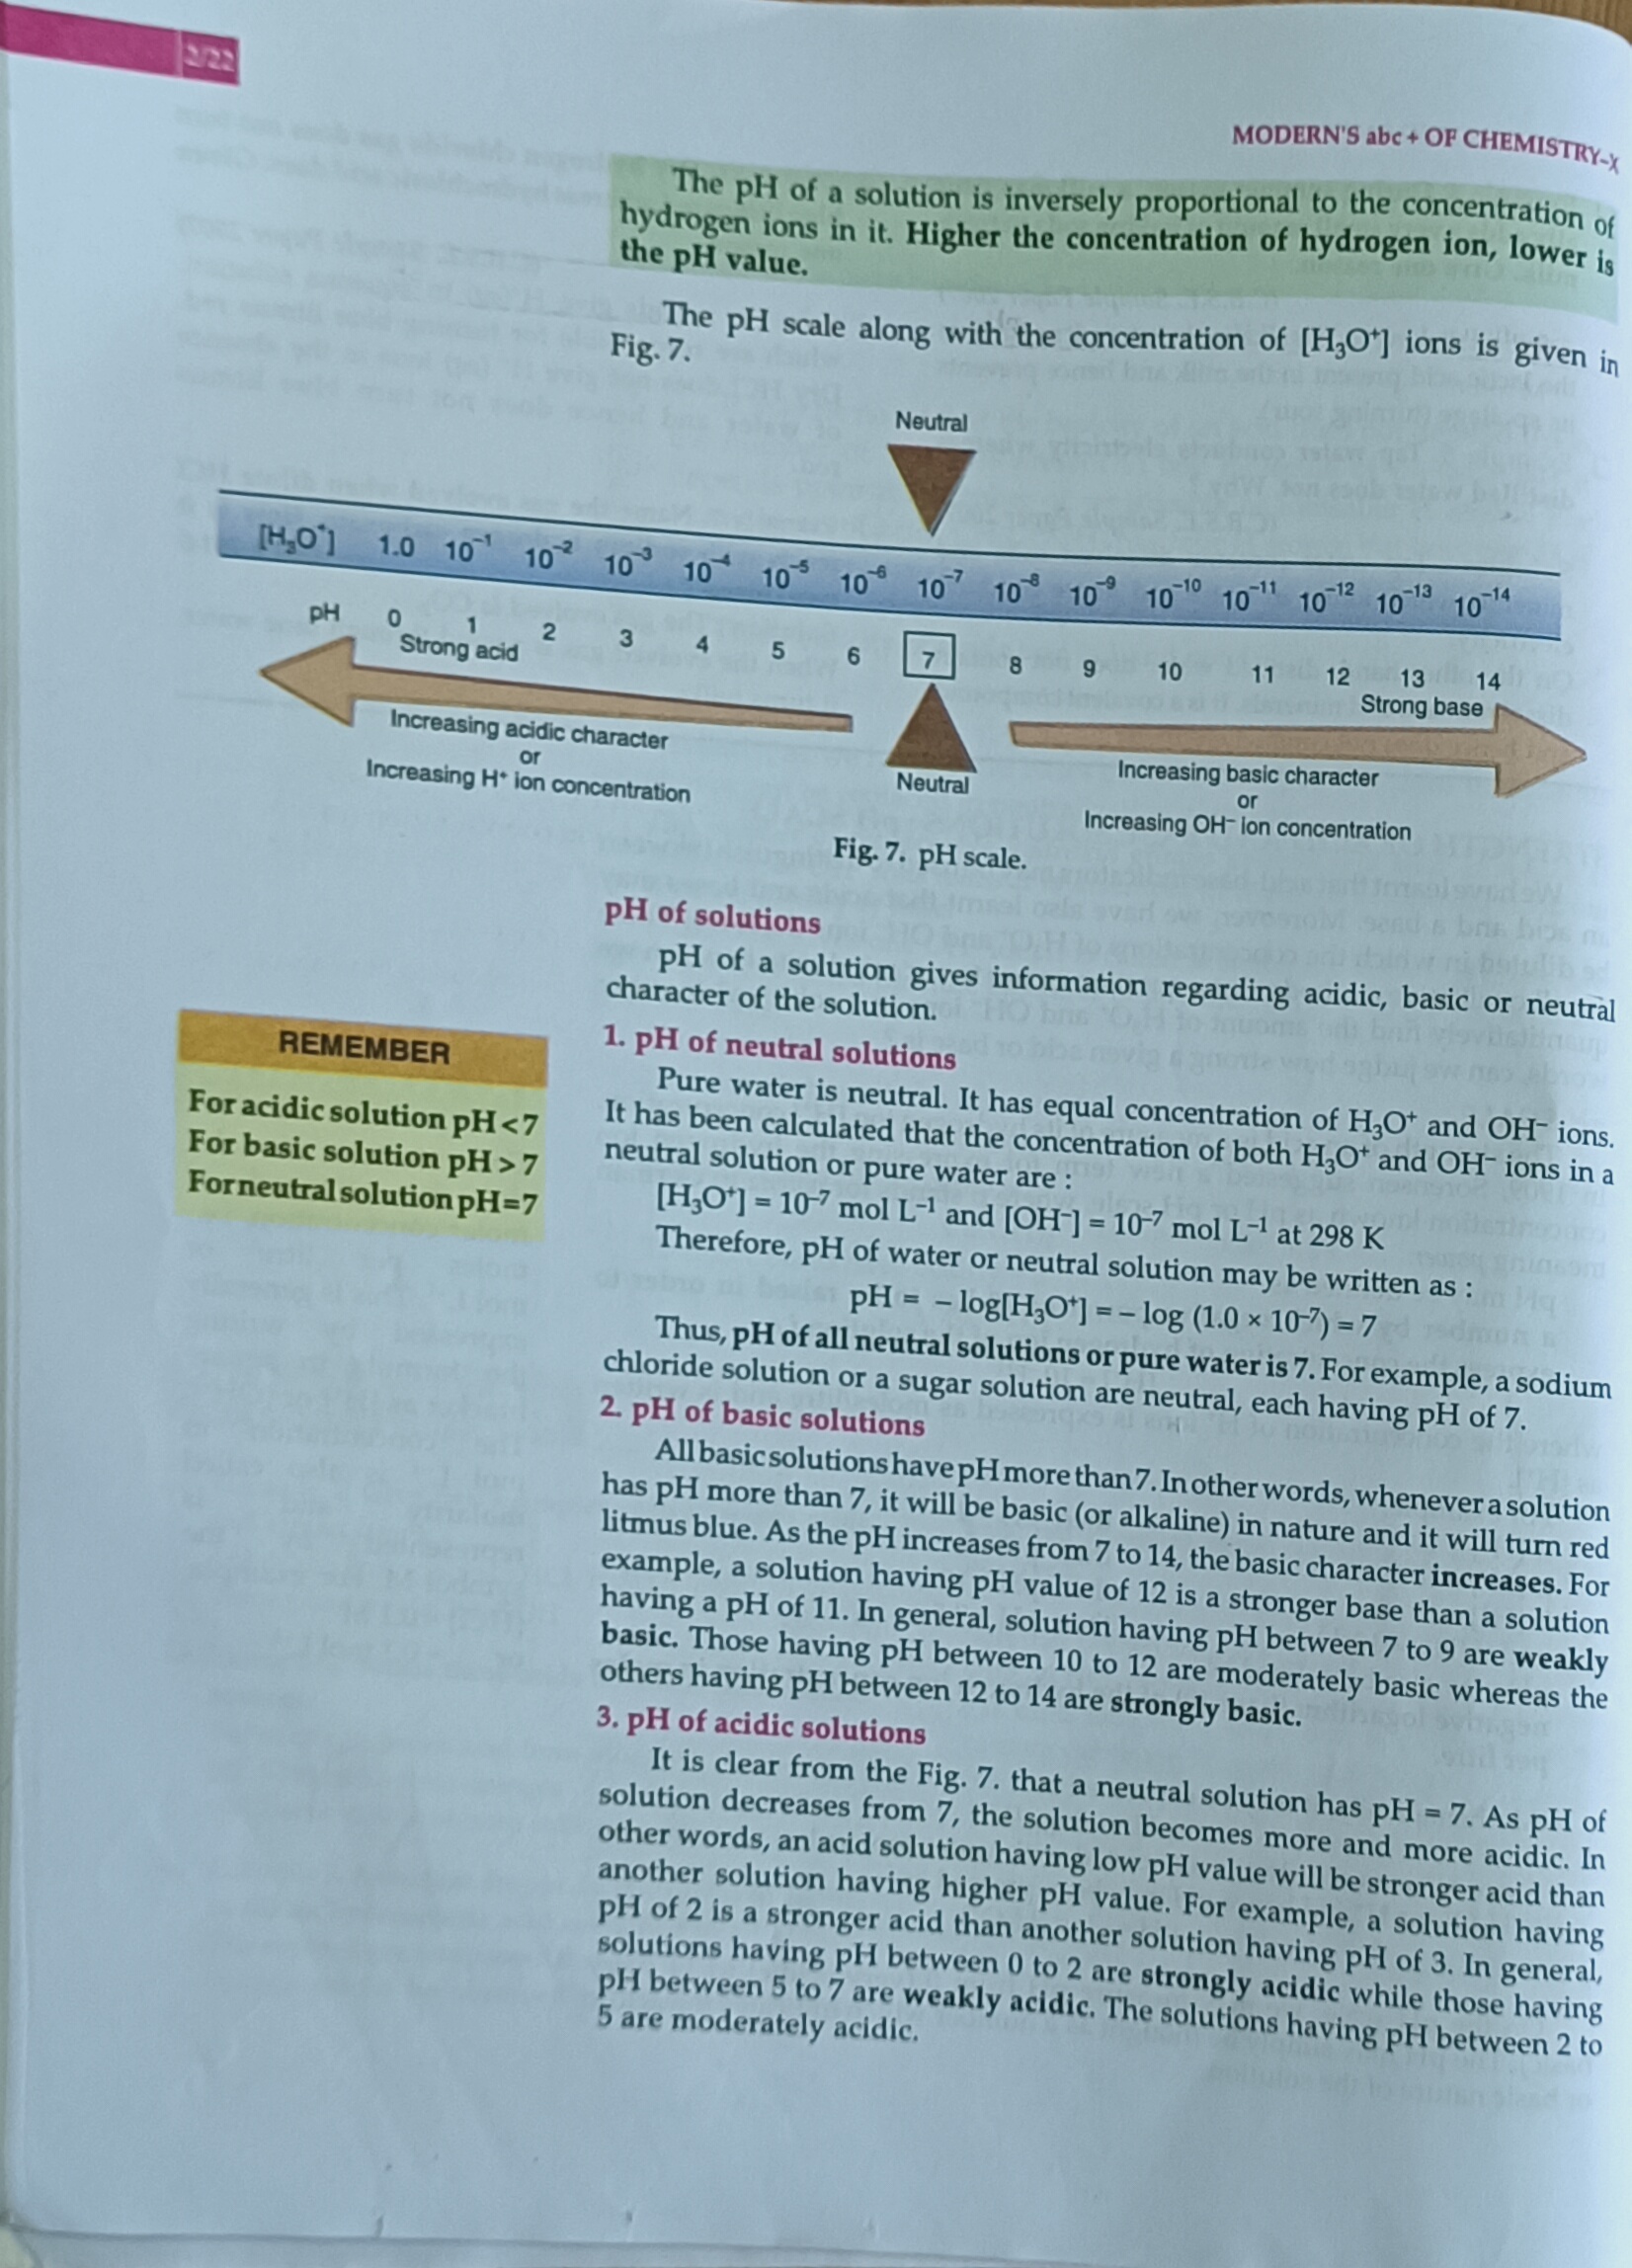 2/22
MODERN'S abc + OF CHEMISTRY–X
The pH of a solution is inversely proportional to the concentration of
hydrogen ions in it. Higher the concentration of hydrogen ion, lower is
the pH value.
The pH scale along with the concentration of [H₃O⁺] ions is given in
Fig. 7.
Neutral
[H₃O⁺] 1.0 10⁻¹ 10⁻² 10⁻³ 10⁻⁴ 10⁻⁵ 10⁻⁶ 10⁻⁷ 10⁻⁸ 10⁻⁹ 10⁻¹⁰ 10⁻¹¹ 10⁻¹² 10⁻¹³ 10⁻¹⁴
pH 0 1 2 3 4 5 6 7 8 9 10 11 12 13 14
Strong acid
Strong base
Increasing acidic character
or
Increasing H⁺ ion concentration
Neutral
Increasing basic character
or
Increasing OH⁻ ion concentration
Fig. 7. pH scale.
pH of solutions
pH of a solution gives information regarding acidic, basic or neutral
character of the solution.
REMEMBER
For acidic solution pH < 7
For basic solution pH > 7
For neutral solution pH = 7
1. pH of neutral solutions
Pure water is neutral. It has equal concentration of H₃O⁺ and OH⁻ ions.
It has been calculated that the concentration of both H₃O⁺ and OH⁻ ions in a
neutral solution or pure water are :
[H₃O⁺] = 10⁻⁷ mol L⁻¹ and [OH⁻] = 10⁻⁷ mol L⁻¹ at 298 K
Therefore, pH of water or neutral solution may be written as :
pH = – log[H₃O⁺] = – log (1.0 × 10⁻⁷) = 7
Thus, pH of all neutral solutions or pure water is 7. For example, a sodium
chloride solution or a sugar solution are neutral, each having pH of 7.
2. pH of basic solutions
All basic solutions have pH more than 7. In other words, whenever a solution
has pH more than 7, it will be basic (or alkaline) in nature and it will turn red
litmus blue. As the pH increases from 7 to 14, the basic character increases. For
example, a solution having pH value of 12 is a stronger base than a solution
having a pH of 11. In general, solution having pH between 7 to 9 are weakly
basic. Those having pH between 10 to 12 are moderately basic whereas the
others having pH between 12 to 14 are strongly basic.
3. pH of acidic solutions
It is clear from the Fig. 7. that a neutral solution has pH = 7. As pH of
solution decreases from 7, the solution becomes more and more acidic. In
other words, an acid solution having low pH value will be stronger acid than
another solution having higher pH value. For example, a solution having
pH of 2 is a stronger acid than another solution having pH of 3. In general,
solutions having pH between 0 to 2 are strongly acidic while those having
pH between 5 to 7 are weakly acidic. The solutions having pH between 2 to
5 are moderately acidic.